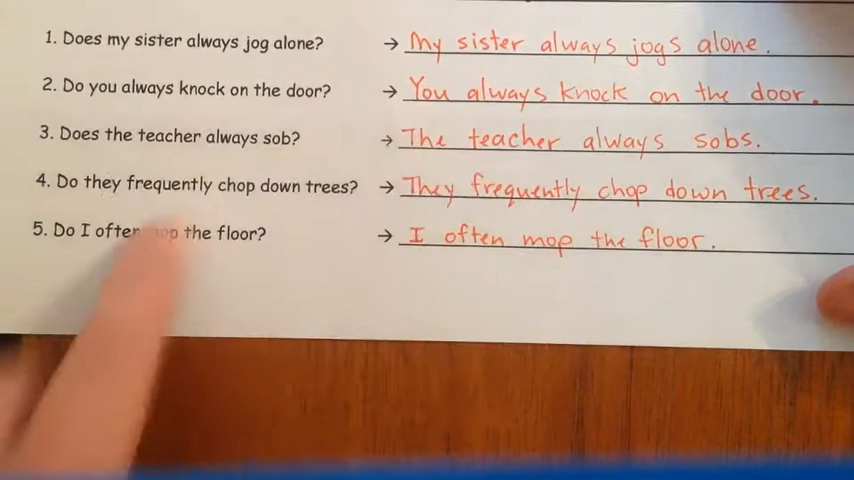 1. Does my sister always jog alone? → My sister always jogs alone.
2. Do you always knock on the door? → You always knock on the door.
3. Does the teacher always sob? → The teacher always sobs.
4. Do they frequently chop down trees? → They frequently chop down trees.
5. Do I often mop the floor? → I often mop the floor.